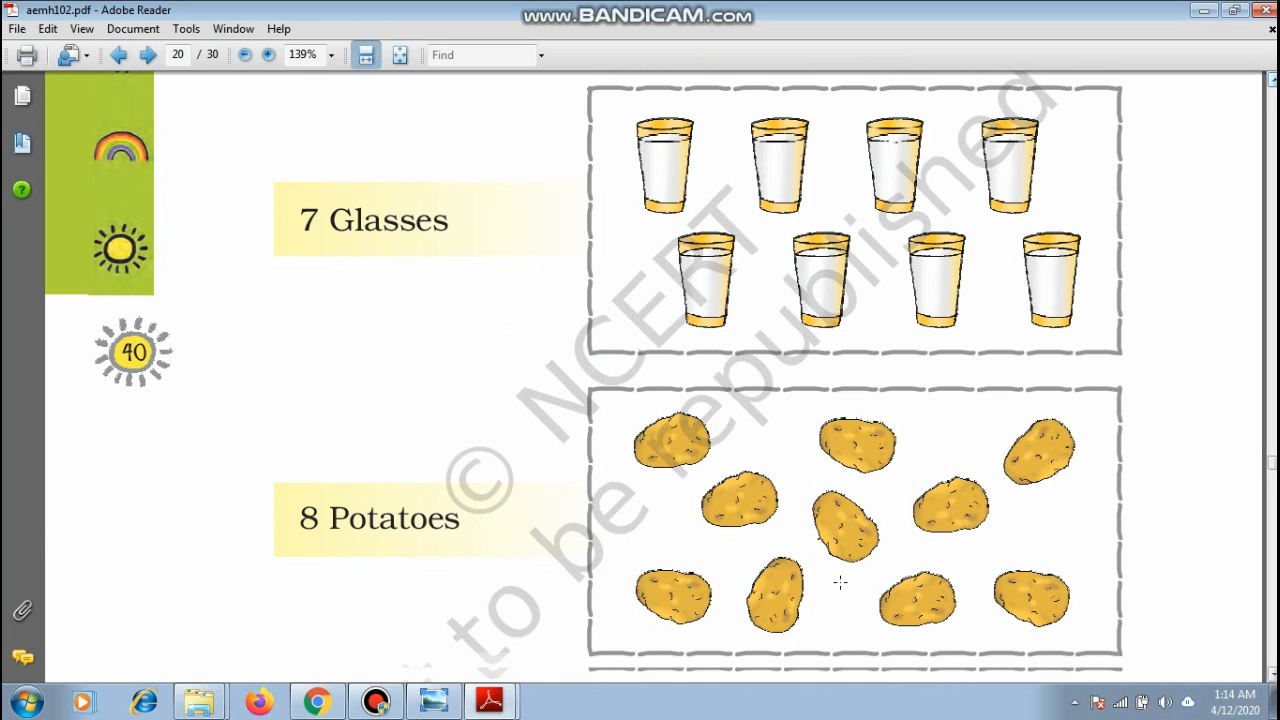 aemh102.pdf - Adobe Reader
www.BANDICAM.com
File Edit View Document Tools Window Help
20 / 30 139% Find
7 Glasses
40
8 Potatoes
© NCERT
to be republished
1:14 AM
4/12/2020